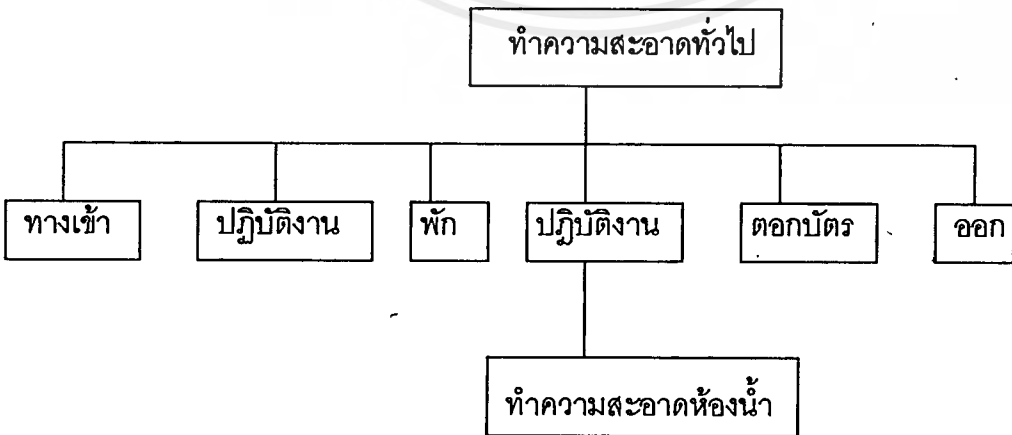 ทำความสะอาดทั่วไป
ทางเข้า
ปฏิบัติงาน
พัก
ปฏิบัติงาน
ตอกบัตร
ออก
ทำความสะอาดห้องน้ำ